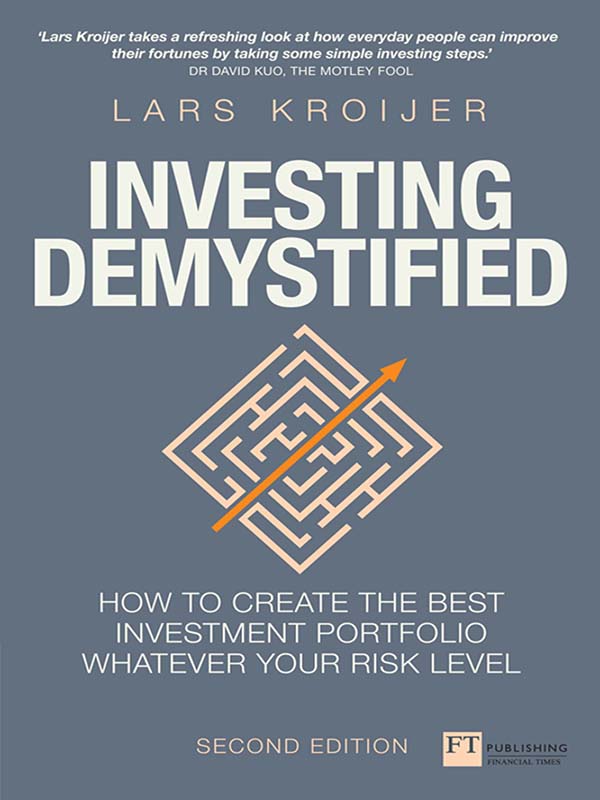 ‘Lars Kroijer takes a refreshing look at how everyday people can improve
their fortunes by taking some simple investing steps.’
DR DAVID KUO, THE MOTLEY FOOL
LARS KROIJER
INVESTING
DEMYSTIFIED
HOW TO CREATE THE BEST
INVESTMENT PORTFOLIO
WHATEVER YOUR RISK LEVEL
SECOND EDITION
FT PUBLISHING
FINANCIAL TIMES